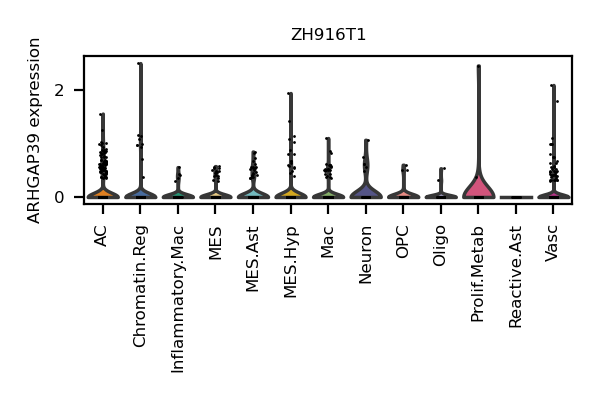 ZH916T1
ARHGAP39 expression
2
0
AC
Chromatin.Reg
Inflammatory.Mac
MES
MES.Ast
MES.Hyp
Mac
Neuron
OPC
Oligo
Prolif.Metab
Reactive.Ast
Vasc